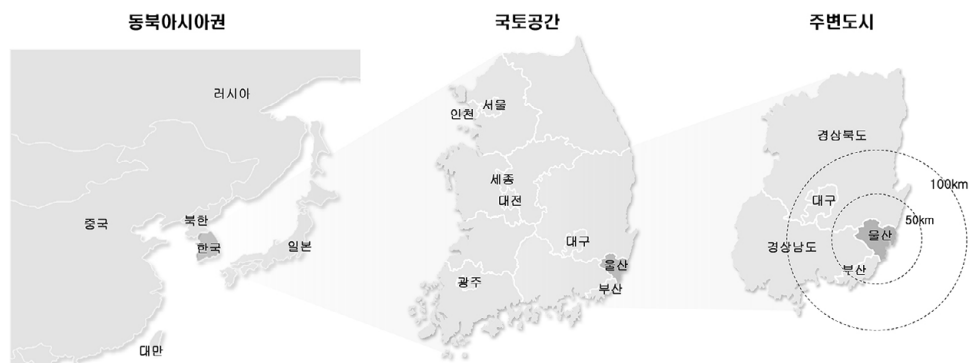 동북아시아권
러시아
중국
북한
한국
일본
대만
국토공간
서울
인천
세종
대전
대구
울산
부산
광주
주변도시
경상북도
100km
대구
50km
울산
경상남도
부산